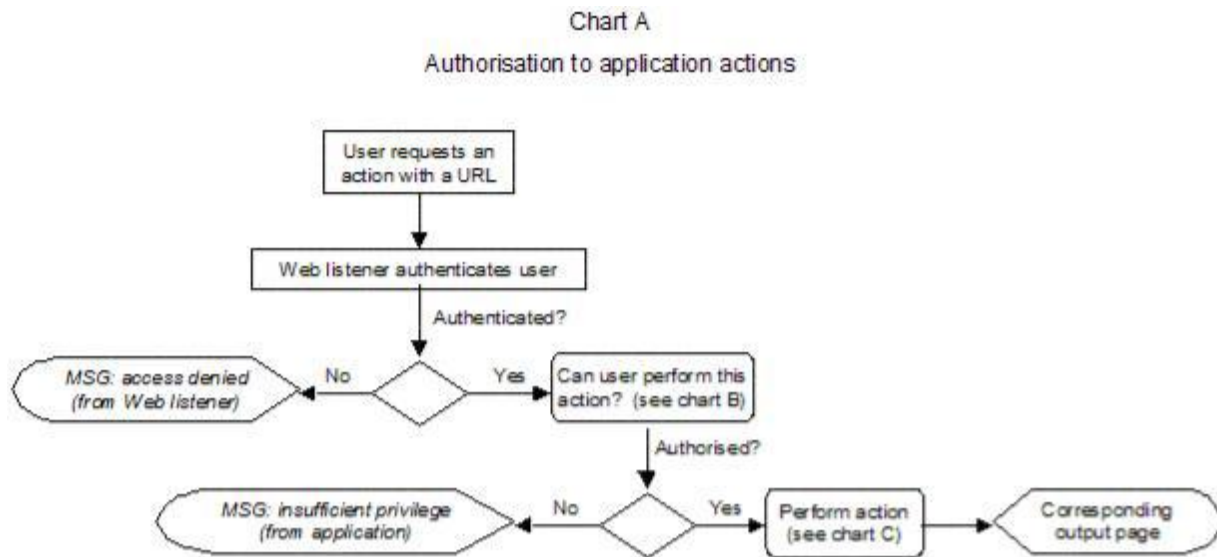 Chart A
Authorisation to application actions
User requests an
action with a URL
Web listener authenticates user
Authenticated?
MSG: access denied
(from Web listener)
No
Yes
Can user perform this
action? (see chart B)
Authorised?
MSG: insufficient privilege
(from application)
No
Yes
Perform action
(see chart C)
Corresponding
output page